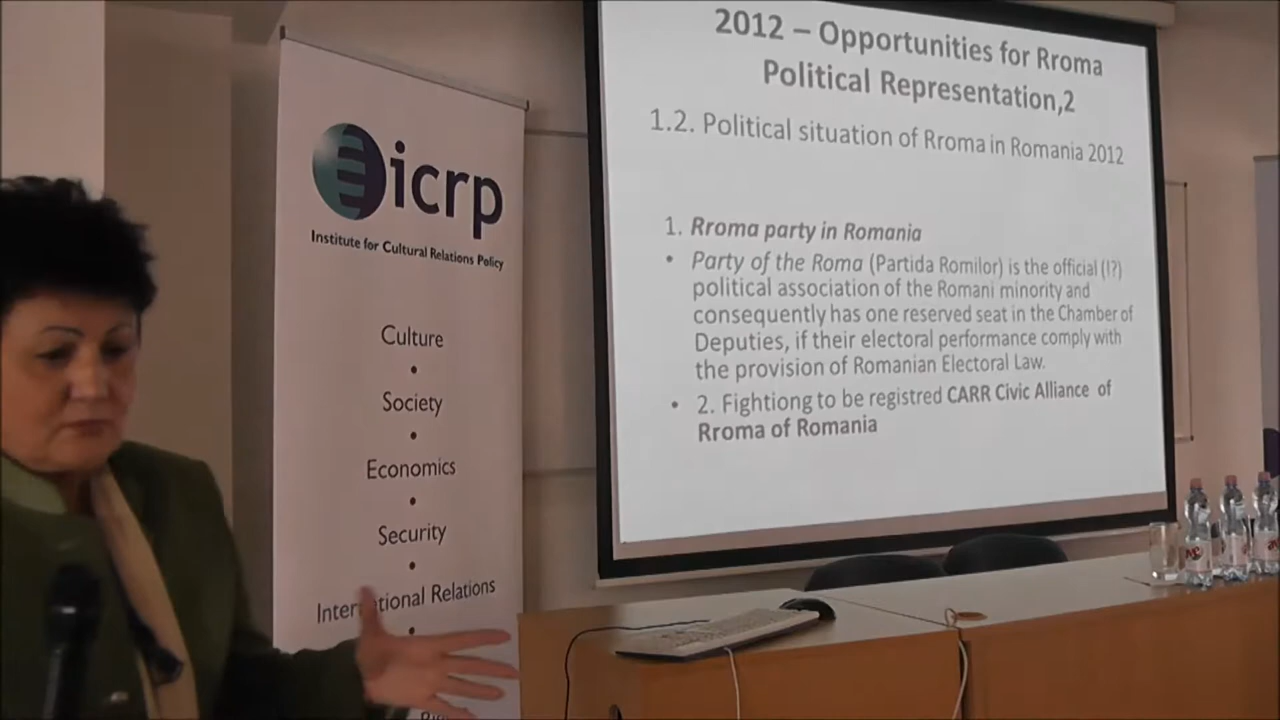 icrp
Institute for Cultural Relations Policy
Culture
•
Society
•
Economics
•
Security
•
International Relations
•
2012 – Opportunities for Rroma
Political Representation,2
1.2. Political situation of Rroma in Romania 2012
1. Rroma party in Romania
• Party of the Roma (Partida Romilor) is the official (!?)
political association of the Romani minority and
consequently has one reserved seat in the Chamber of
Deputies, if their electoral performance comply with
the provision of Romanian Electoral Law.
• 2. Fightiong to be registred CARR Civic Alliance of
Rroma of Romania